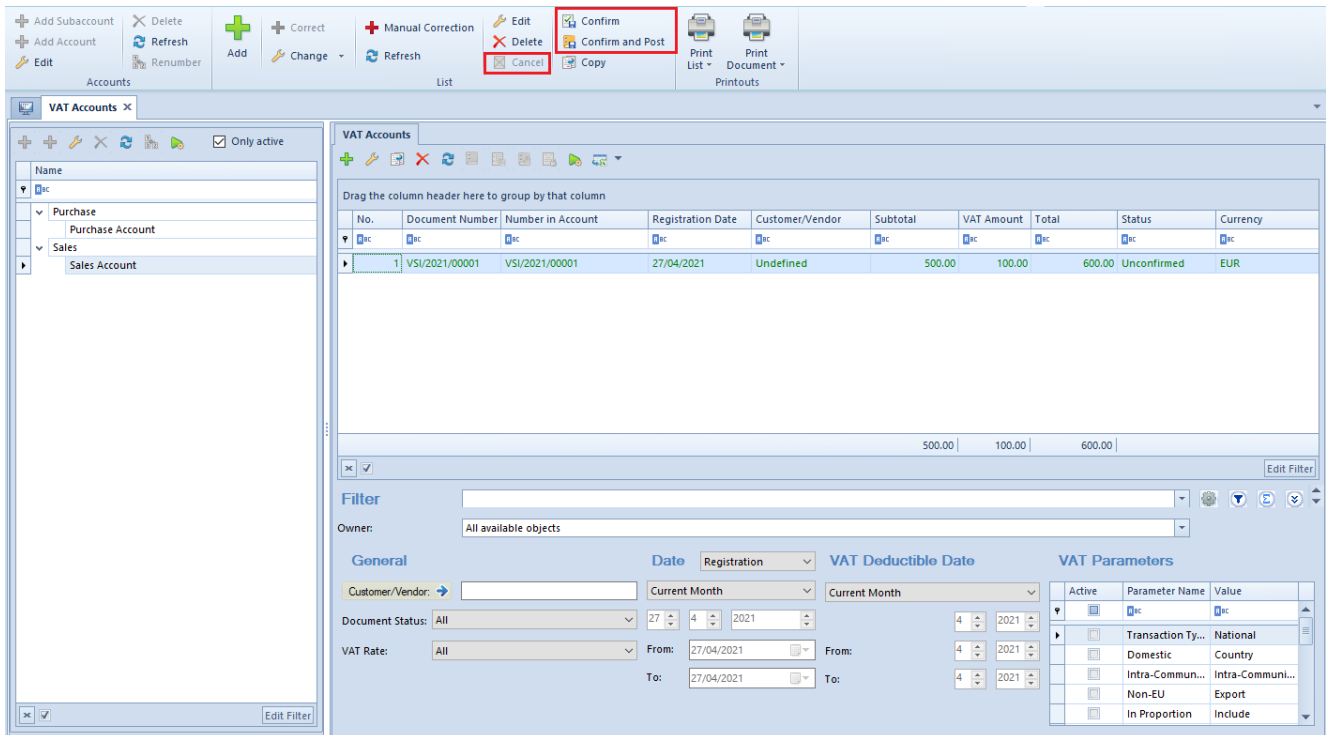 Add Subaccount
Delete
Add Account
Refresh
Edit
Renumber
Accounts
Add
Correct
Change
Manual Correction
Refresh
Edit
Delete
Cancel
List
Confirm
Confirm and Post
Copy
Print List
Print Document
Printouts
VAT Accounts
Only active
Name
Purchase
Purchase Account
Sales
Sales Account
Edit Filter
VAT Accounts
Drag the column header here to group by that column
No. Document Number Number in Account Registration Date Customer/Vendor Subtotal VAT Amount Total Status Currency
1 VSI/2021/00001 VSI/2021/00001 27/04/2021 Undefined 500.00 100.00 600.00 Unconfirmed EUR
500.00 100.00 600.00
Edit Filter
Filter
Owner: All available objects
General
Customer/Vendor:
Document Status: All
VAT Rate: All
Date Registration
Current Month
27 4 2021
From: 27/04/2021
To: 27/04/2021
VAT Deductible Date
Current Month
4 2021
From: 4 2021
To: 4 2021
VAT Parameters
Active Parameter Name Value
Transaction Ty... National
Domestic Country
Intra-Commun... Intra-Communi...
Non-EU Export
In Proportion Include